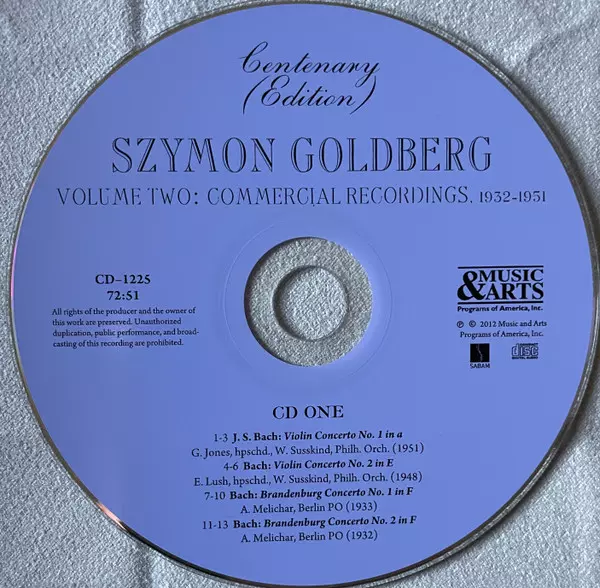 Centenary
(Edition)
SZYMON GOLDBERG
VOLUME TWO: COMMERCIAL RECORDINGS, 1932-1951
CD–1225
72:51
All rights of the producer and the owner of
this work are preserved. Unauthorized
duplication, public performance, and broad-
casting of this recording are prohibited.
MUSIC
&ARTS
Programs of America, Inc.
℗ © 2012 Music and Arts
Programs of America, Inc.
SABAM
COMPACT
disc
DIGITAL AUDIO
CD ONE
1-3 J. S. Bach: Violin Concerto No. 1 in a
G. Jones, hpschd., W. Susskind, Philh. Orch. (1951)
4-6 Bach: Violin Concerto No. 2 in E
E. Lush, hpschd., W. Susskind, Philh. Orch. (1948)
7-10 Bach: Brandenburg Concerto No. 1 in F
A. Melichar, Berlin PO (1933)
11-13 Bach: Brandenburg Concerto No. 2 in F
A. Melichar, Berlin PO (1932)